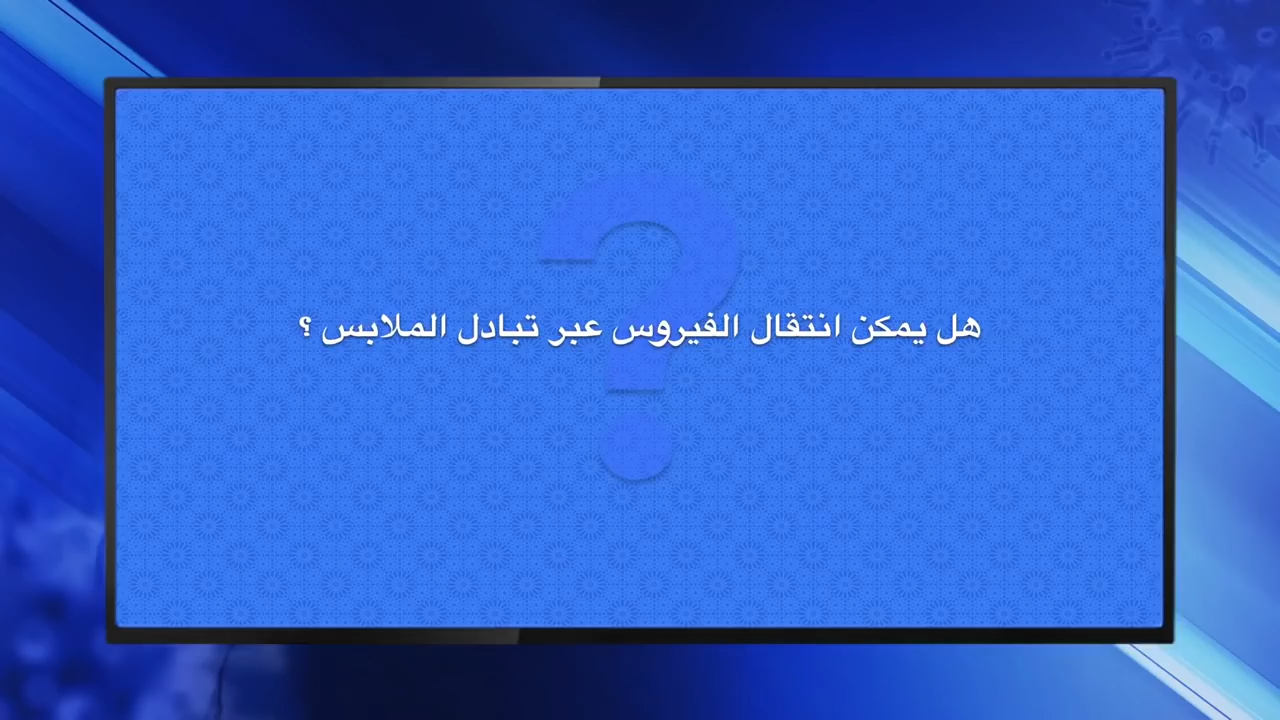 هل يمكن انتقال الفيروس عبر تبادل الملابس ؟